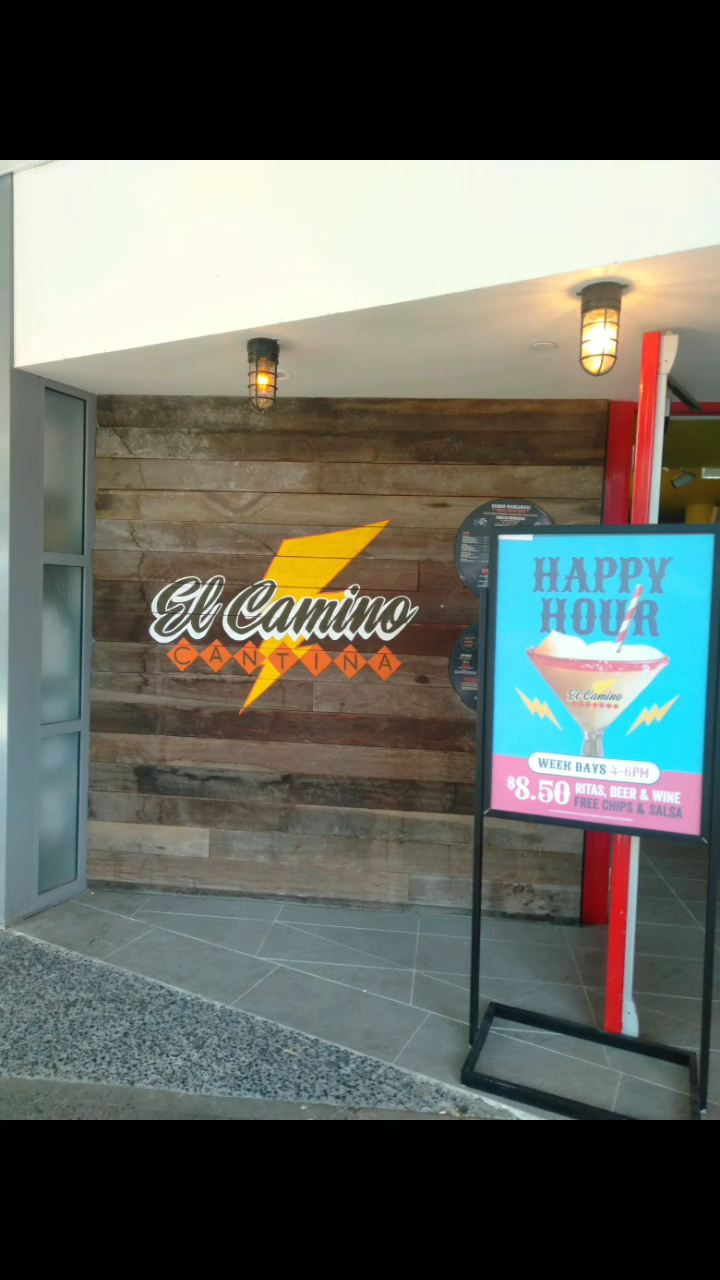 El Camino
CANTINA
HAPPY
HOUR
El Camino
WEEK DAYS 4-6PM
$8.50 RITAS, BEER & WINE
FREE CHIPS & SALSA